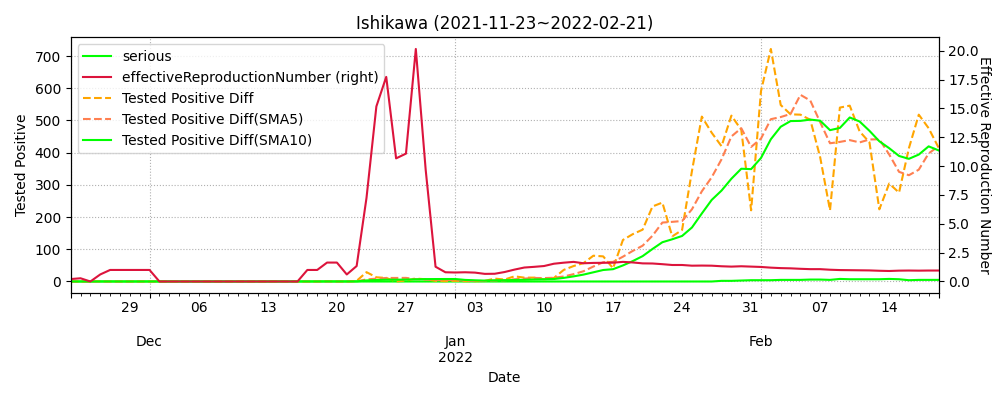 Ishikawa (2021-11-23~2022-02-21)
serious
effectiveReproductionNumber (right)
Tested Positive Diff
Tested Positive Diff(SMA5)
Tested Positive Diff(SMA10)
Tested Positive
700
600
500
400
300
200
100
0
20.0
17.5
15.0
12.5
10.0
7.5
5.0
2.5
0.0
Effective Reproduction Number
29 06 13 20 27 03 10 17 24 31 07 14
Dec Jan Feb
2022
Date